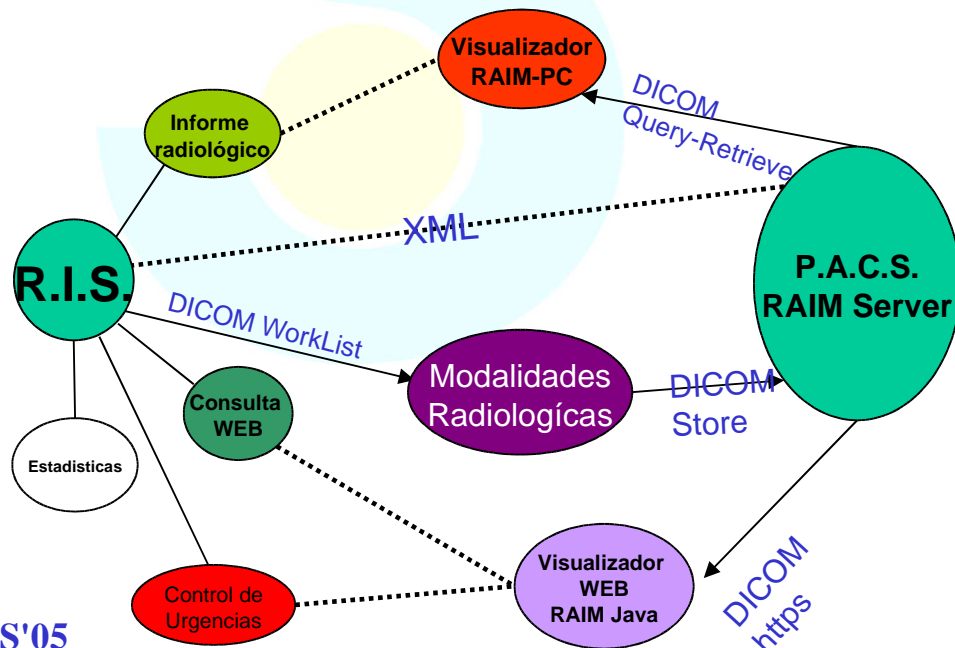 Visualizador
RAIM-PC
DICOM
Query-Retrieve
Informe
radiológico
XML
R.I.S.
P.A.C.S.
RAIM Server
DICOM WorkList
Modalidades
Radiologícas
DICOM
Store
Consulta
WEB
Estadisticas
Visualizador
WEB
RAIM Java
DICOM
https
Control de
Urgencias
S'05